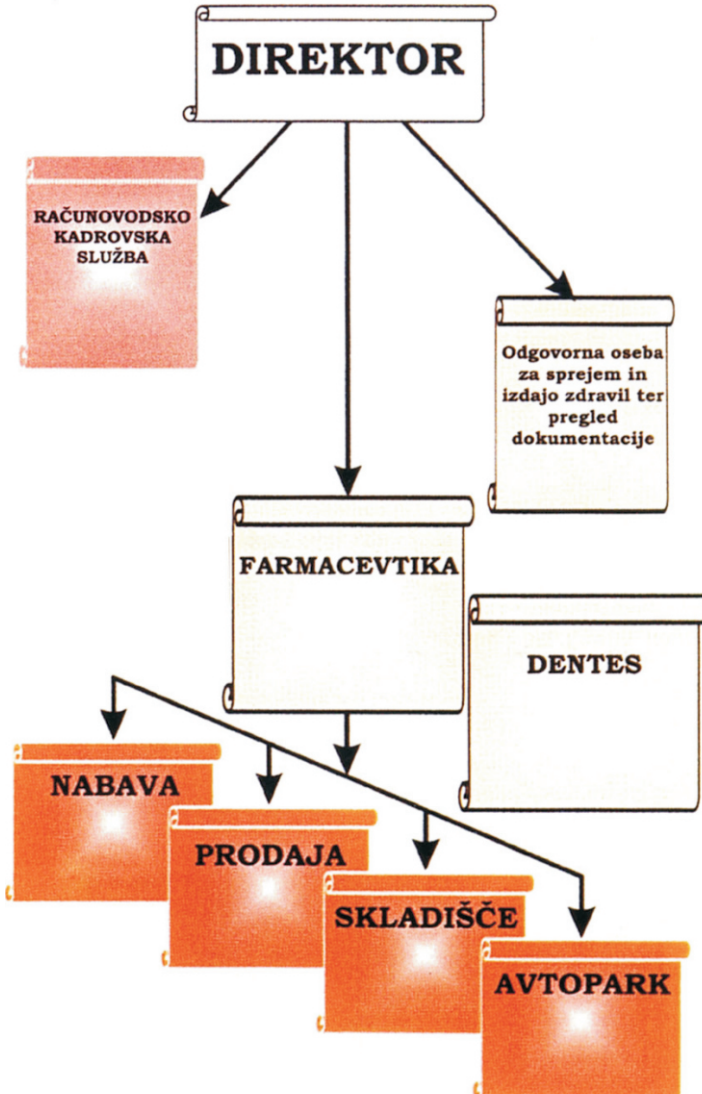 DIREKTOR
RAČUNOVODSKO
KADROVSKA
SLUŽBA
Odgovorna oseba
za sprejem in
izdajo zdravil ter
pregled
dokumentacije
FARMACEVTIKA
DENTES
NABAVA
PRODAJA
SKLADIŠČE
AVTOPARK